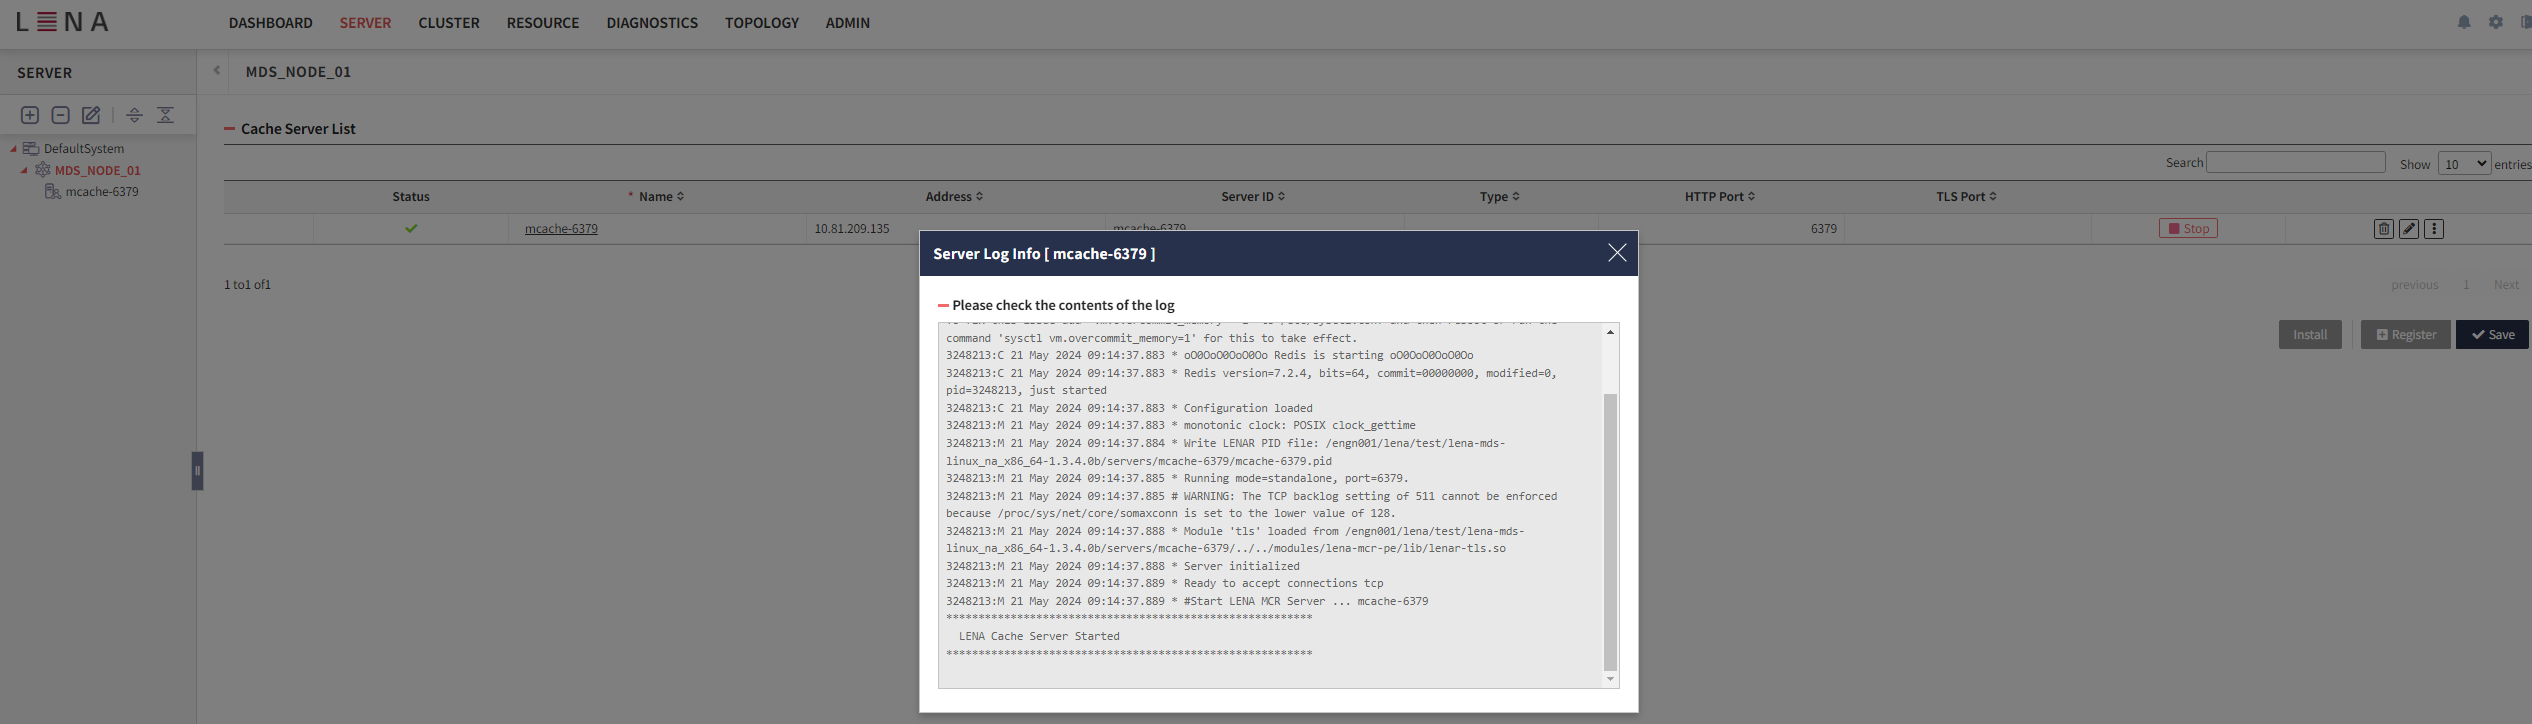 LENA
DASHBOARD SERVER CLUSTER RESOURCE DIAGNOSTICS TOPOLOGY ADMIN
SERVER
MDS_NODE_01
DefaultSystem
MDS_NODE_01
mcache-6379
Cache Server List
Search
Show 10 entries
Status * Name Address Server ID Type HTTP Port TLS Port
mcache-6379 10.81.209.135 mcache-6379 6379 Stop
1 to1 of1
previous 1 Next
Install Register Save
Server Log Info [ mcache-6379 ]
Please check the contents of the log
command 'sysctl vm.overcommit_memory=1' for this to take effect.
3248213:C 21 May 2024 09:14:37.883 * oO0OoO0OoO0Oo Redis is starting oO0OoO0OoO0Oo
3248213:C 21 May 2024 09:14:37.883 * Redis version=7.2.4, bits=64, commit=00000000, modified=0,
pid=3248213, just started
3248213:C 21 May 2024 09:14:37.883 * Configuration loaded
3248213:M 21 May 2024 09:14:37.883 * monotonic clock: POSIX clock_gettime
3248213:M 21 May 2024 09:14:37.884 * Write LENAR PID file: /engn001/lena/test/lena-mds-
linux_na_x86_64-1.3.4.0b/servers/mcache-6379/mcache-6379.pid
3248213:M 21 May 2024 09:14:37.885 * Running mode=standalone, port=6379.
3248213:M 21 May 2024 09:14:37.885 # WARNING: The TCP backlog setting of 511 cannot be enforced
because /proc/sys/net/core/somaxconn is set to the lower value of 128.
3248213:M 21 May 2024 09:14:37.888 * Module 'tls' loaded from /engn001/lena/test/lena-mds-
linux_na_x86_64-1.3.4.0b/servers/mcache-6379/../../modules/lena-mcr-pe/lib/lenar-tls.so
3248213:M 21 May 2024 09:14:37.888 * Server initialized
3248213:M 21 May 2024 09:14:37.889 * Ready to accept connections tcp
3248213:M 21 May 2024 09:14:37.889 * #Start LENA MCR Server ... mcache-6379
*********************************************************
LENA Cache Server Started
*********************************************************